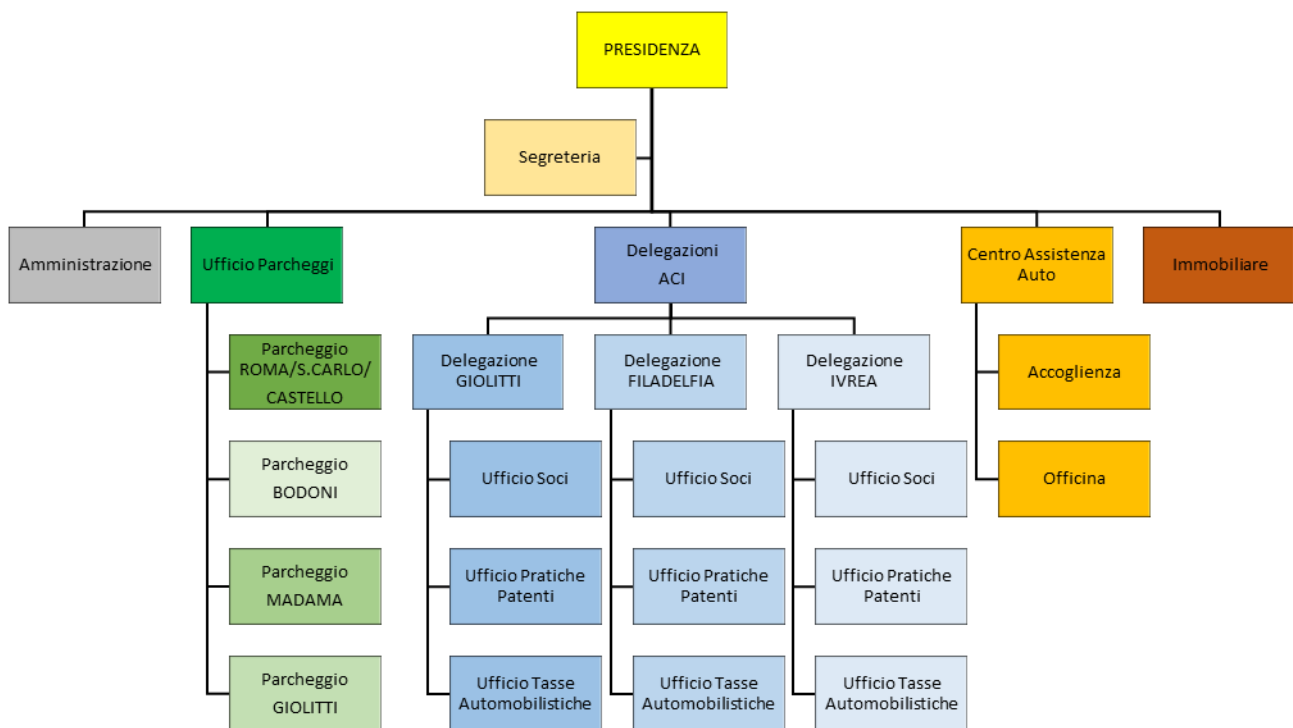 PRESIDENZA
Segreteria
Amministrazione
Ufficio Parcheggi
Delegazioni
ACI
Centro Assistenza
Auto
Immobiliare
Parcheggio
ROMA/S.CARLO/
CASTELLO
Delegazione
GIOLITTI
Delegazione
FILADELFIA
Delegazione
IVREA
Accoglienza
Parcheggio
BODONI
Ufficio Soci
Ufficio Soci
Ufficio Soci
Officina
Parcheggio
MADAMA
Ufficio Pratiche
Patenti
Ufficio Pratiche
Patenti
Ufficio Pratiche
Patenti
Parcheggio
GIOLITTI
Ufficio Tasse
Automobilistiche
Ufficio Tasse
Automobilistiche
Ufficio Tasse
Automobilistiche